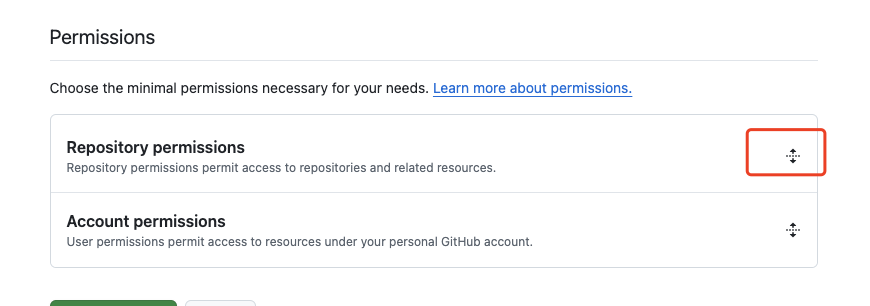 Permissions
Choose the minimal permissions necessary for your needs. Learn more about permissions.
Repository permissions
Repository permissions permit access to repositories and related resources.
Account permissions
User permissions permit access to resources under your personal GitHub account.